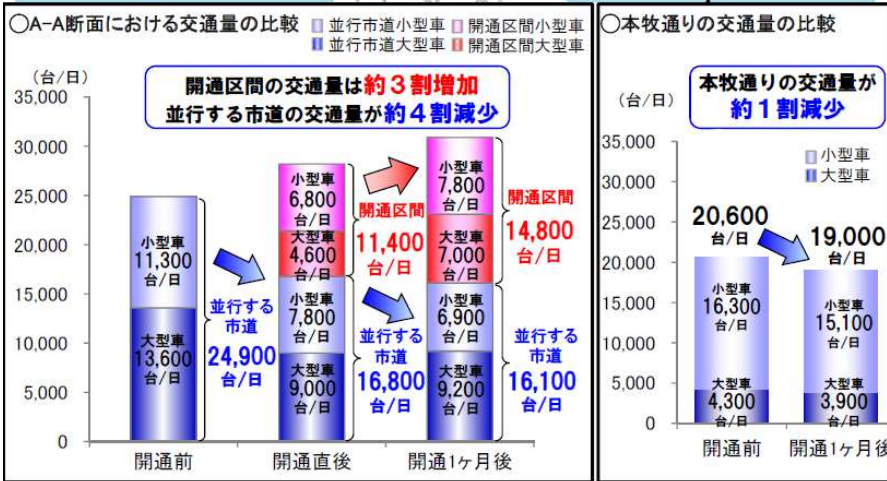 ○A-A断面における交通量の比較
並行市道小型車 開通区間小型車
並行市道大型車 開通区間大型車
(台/日)
開通区間の交通量は約3割増加
並行する市道の交通量が約4割減少
35,000
30,000
25,000
20,000
15,000
10,000
5,000
0
小型車
11,300
台/日
大型車
13,600
台/日
並行する
市道
24,900
台/日
小型車
6,800
台/日
大型車
4,600
台/日
小型車
7,800
台/日
大型車
9,000
台/日
開通区間
11,400
台/日
並行する
市道
16,800
台/日
小型車
7,800
台/日
大型車
7,000
台/日
小型車
6,900
台/日
大型車
9,200
台/日
開通区間
14,800
台/日
並行する
市道
16,100
台/日
開通前
開通直後
開通1ヶ月後
○本牧通りの交通量の比較
本牧通りの交通量が
約1割減少
(台/日)
小型車
大型車
35,000
30,000
25,000
20,000
15,000
10,000
5,000
0
20,600
台/日
19,000
台/日
小型車
16,300
台/日
大型車
4,300
台/日
小型車
15,100
台/日
大型車
3,900
台/日
開通前
開通1ヶ月後